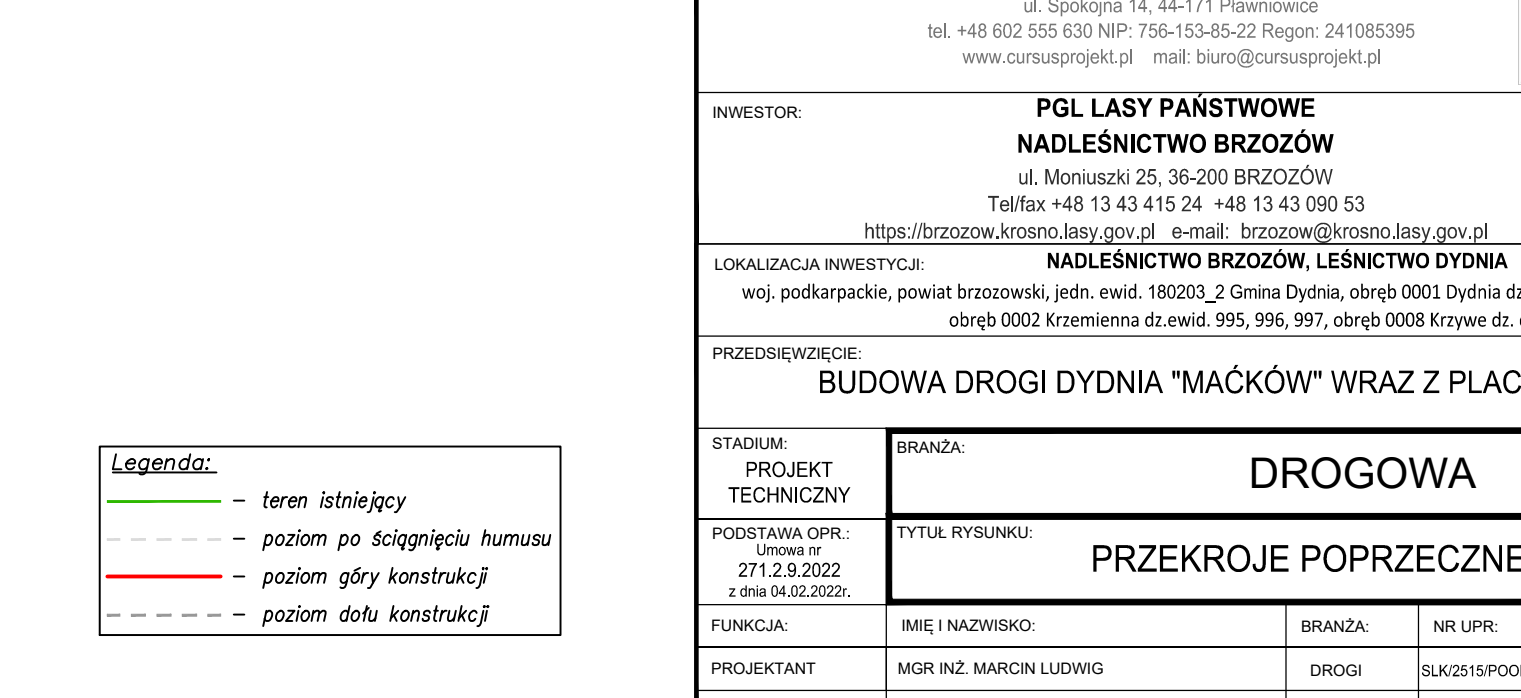 ul. Spokojna 14, 44-171 Pławniowice
tel. +48 602 555 630 NIP: 756-153-85-22 Regon: 241085395
www.cursusprojekt.pl mail: biuro@cursusprojekt.pl
INWESTOR:
PGL LASY PAŃSTWOWE
NADLEŚNICTWO BRZOZÓW
ul. Moniuszki 25, 36-200 BRZOZÓW
Tel/fax +48 13 43 415 24 +48 13 43 090 53
https://brzozow.krosno.lasy.gov.pl e-mail: brzozow@krosno.lasy.gov.pl
LOKALIZACJA INWESTYCJI:
NADLEŚNICTWO BRZOZÓW, LEŚNICTWO DYDNIA
woj. podkarpackie, powiat brzozowski, jedn. ewid. 180203_2 Gmina Dydnia, obręb 0001 Dydnia dz
obręb 0002 Krzemienna dz.ewid. 995, 996, 997, obręb 0008 Krzywe dz.
PRZEDSIĘWZIĘCIE:
BUDOWA DROGI DYDNIA "MAĆKÓW" WRAZ Z PLAC
STADIUM:
PROJEKT
TECHNICZNY
BRANŻA:
DROGOWA
PODSTAWA OPR.:
Umowa nr
271.2.9.2022
z dnia 04.02.2022r.
TYTUŁ RYSUNKU:
PRZEKROJE POPRZECZNE
FUNKCJA:
IMIĘ I NAZWISKO:
BRANŻA:
NR UPR:
PROJEKTANT
MGR INŻ. MARCIN LUDWIG
DROGI
SLK/2515/POO
Legenda:
– teren istniejący
– poziom po ściągnięciu humusu
– poziom góry konstrukcji
– poziom dołu konstrukcji